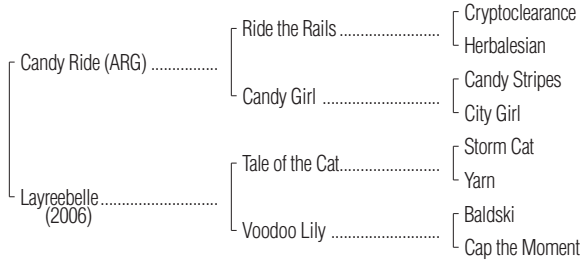 Cryptoclearance
Ride the Rails
Herbalesian
Candy Ride (ARG)
Candy Stripes
Candy Girl
City Girl
Storm Cat
Tale of the Cat
Yarn
Layreebelle
(2006)
Baldski
Voodoo Lily
Cap the Moment